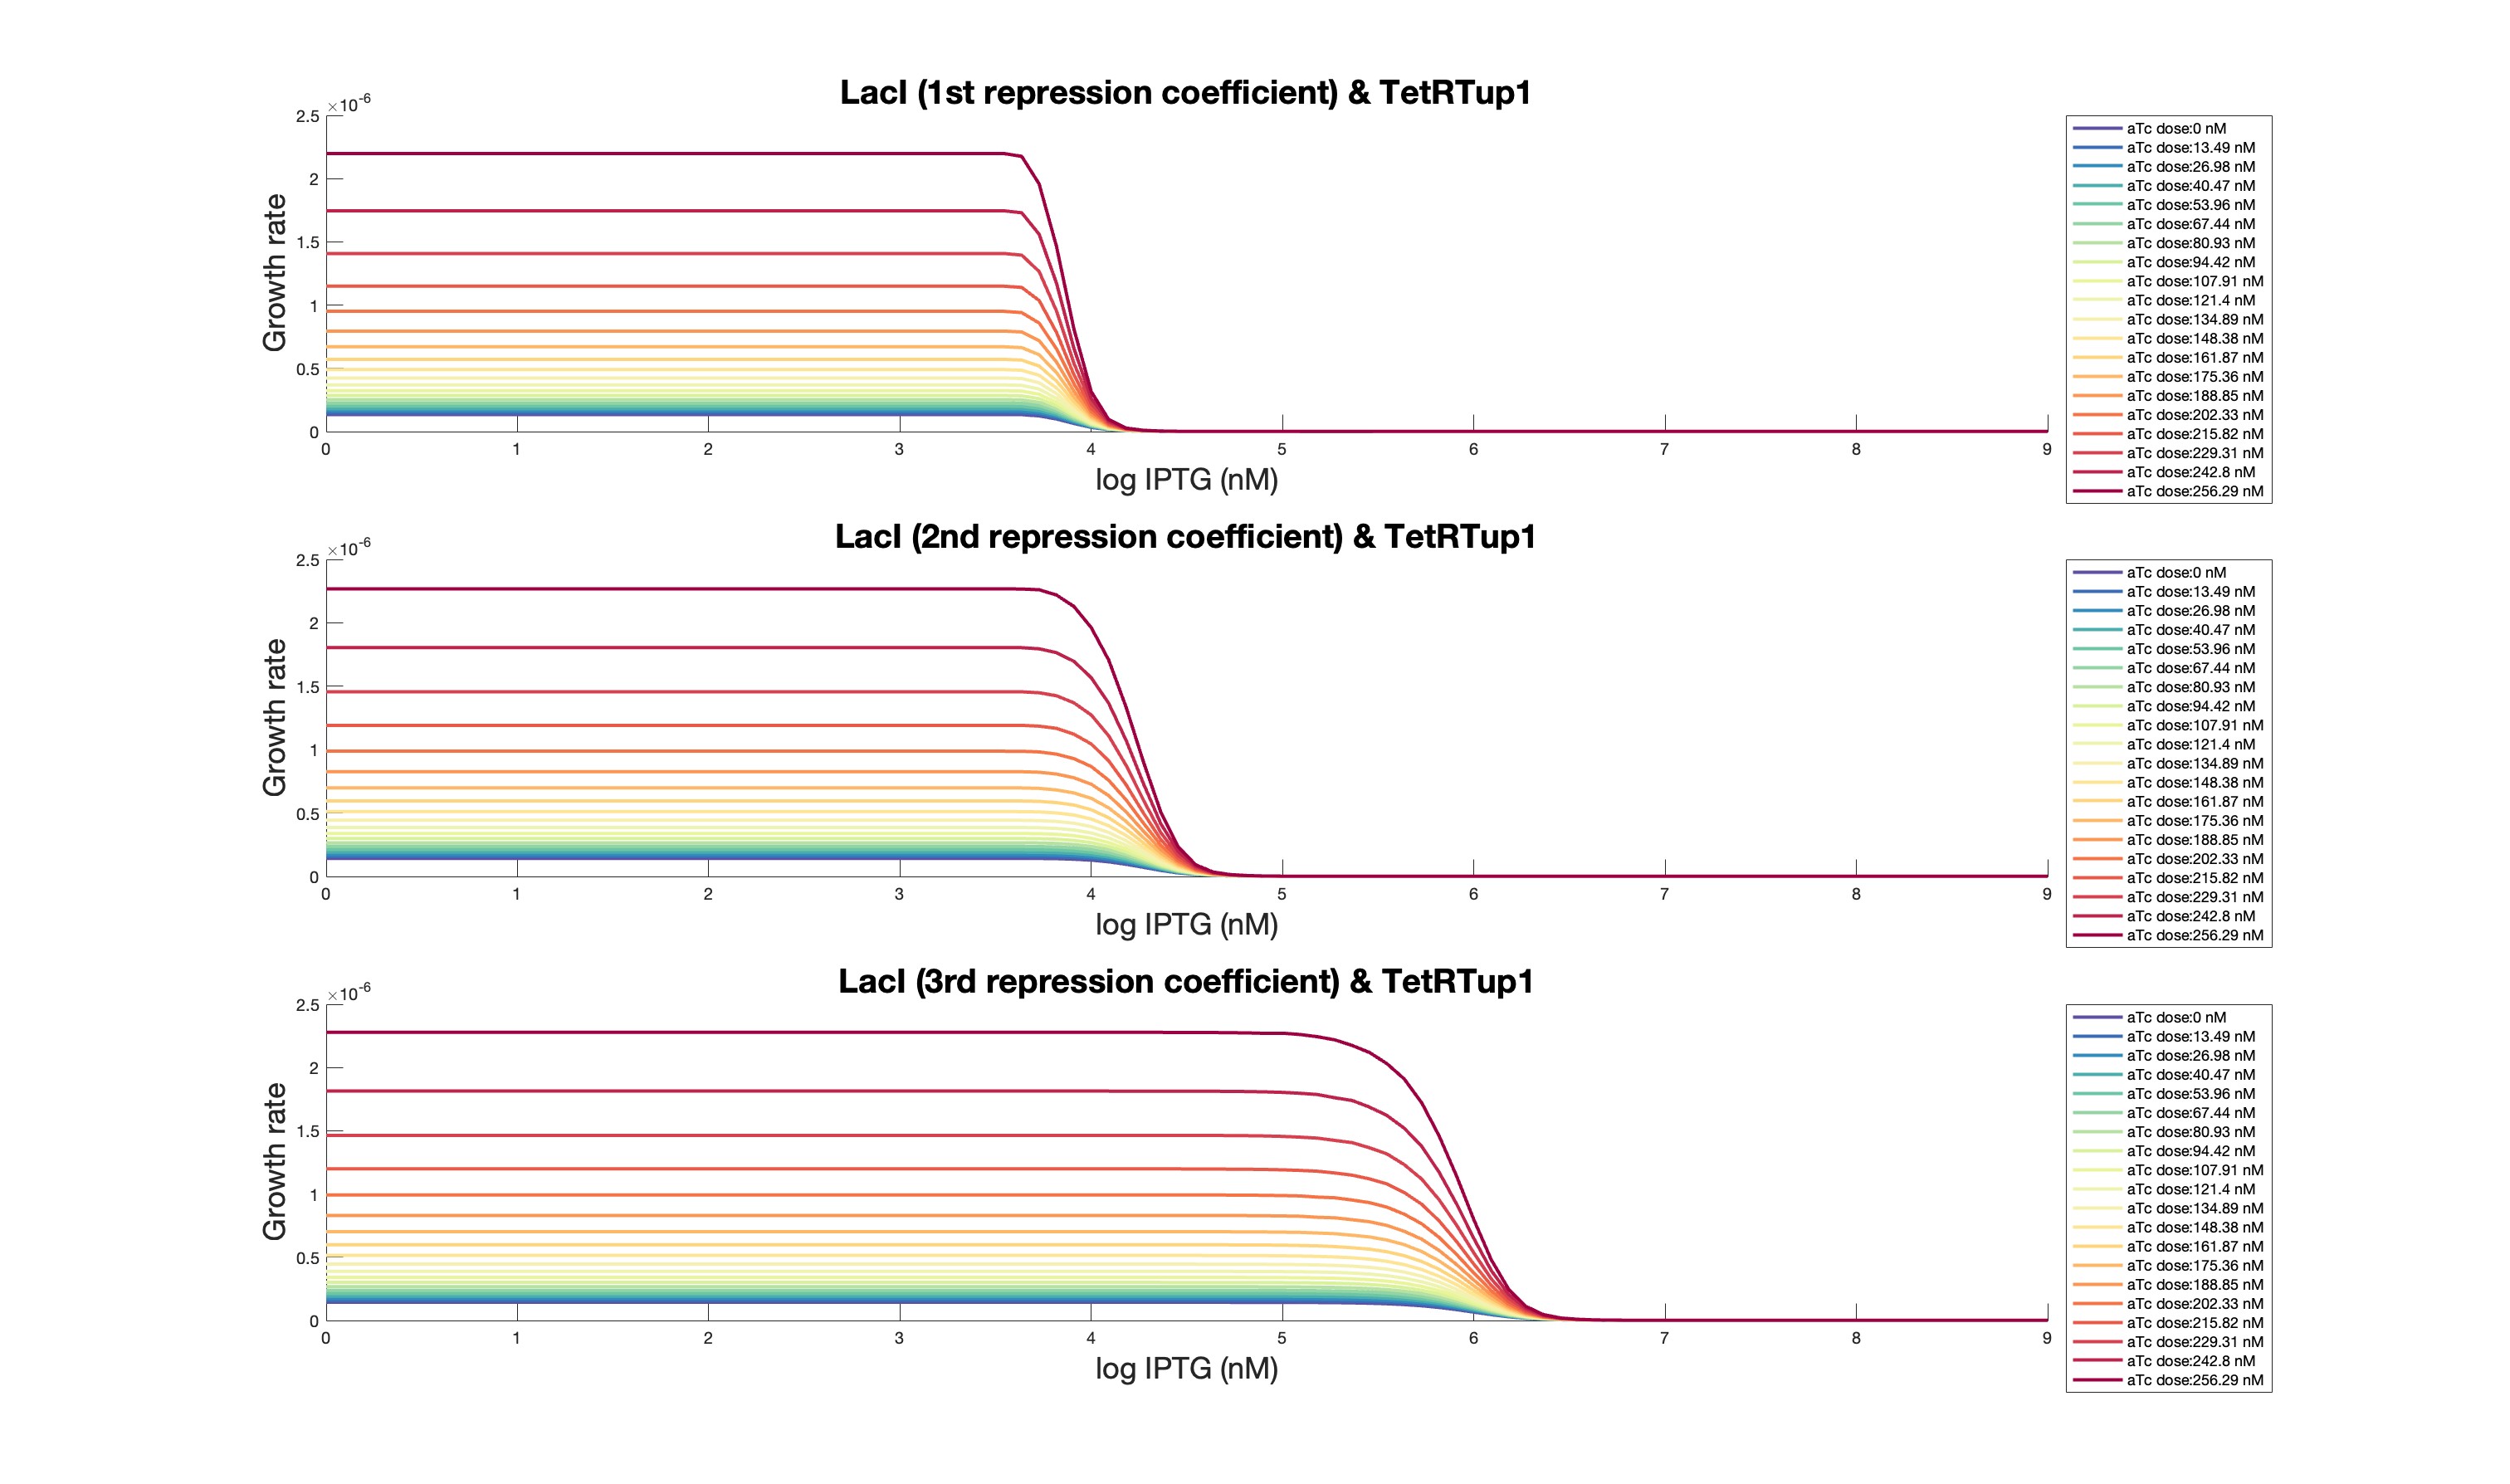 LacI (1st repression coefficient) & TetRTup1
×10-6
2.5
2
1.5
1
0.5
0
Growth rate
0 1 2 3 4 5 6 7 8 9
log IPTG (nM)
aTc dose:0 nM
aTc dose:13.49 nM
aTc dose:26.98 nM
aTc dose:40.47 nM
aTc dose:53.96 nM
aTc dose:67.44 nM
aTc dose:80.93 nM
aTc dose:94.42 nM
aTc dose:107.91 nM
aTc dose:121.4 nM
aTc dose:134.89 nM
aTc dose:148.38 nM
aTc dose:161.87 nM
aTc dose:175.36 nM
aTc dose:188.85 nM
aTc dose:202.33 nM
aTc dose:215.82 nM
aTc dose:229.31 nM
aTc dose:242.8 nM
aTc dose:256.29 nM
LacI (2nd repression coefficient) & TetRTup1
×10-6
2.5
2
1.5
1
0.5
0
Growth rate
0 1 2 3 4 5 6 7 8 9
log IPTG (nM)
aTc dose:0 nM
aTc dose:13.49 nM
aTc dose:26.98 nM
aTc dose:40.47 nM
aTc dose:53.96 nM
aTc dose:67.44 nM
aTc dose:80.93 nM
aTc dose:94.42 nM
aTc dose:107.91 nM
aTc dose:121.4 nM
aTc dose:134.89 nM
aTc dose:148.38 nM
aTc dose:161.87 nM
aTc dose:175.36 nM
aTc dose:188.85 nM
aTc dose:202.33 nM
aTc dose:215.82 nM
aTc dose:229.31 nM
aTc dose:242.8 nM
aTc dose:256.29 nM
LacI (3rd repression coefficient) & TetRTup1
×10-6
2.5
2
1.5
1
0.5
0
Growth rate
0 1 2 3 4 5 6 7 8 9
log IPTG (nM)
aTc dose:0 nM
aTc dose:13.49 nM
aTc dose:26.98 nM
aTc dose:40.47 nM
aTc dose:53.96 nM
aTc dose:67.44 nM
aTc dose:80.93 nM
aTc dose:94.42 nM
aTc dose:107.91 nM
aTc dose:121.4 nM
aTc dose:134.89 nM
aTc dose:148.38 nM
aTc dose:161.87 nM
aTc dose:175.36 nM
aTc dose:188.85 nM
aTc dose:202.33 nM
aTc dose:215.82 nM
aTc dose:229.31 nM
aTc dose:242.8 nM
aTc dose:256.29 nM